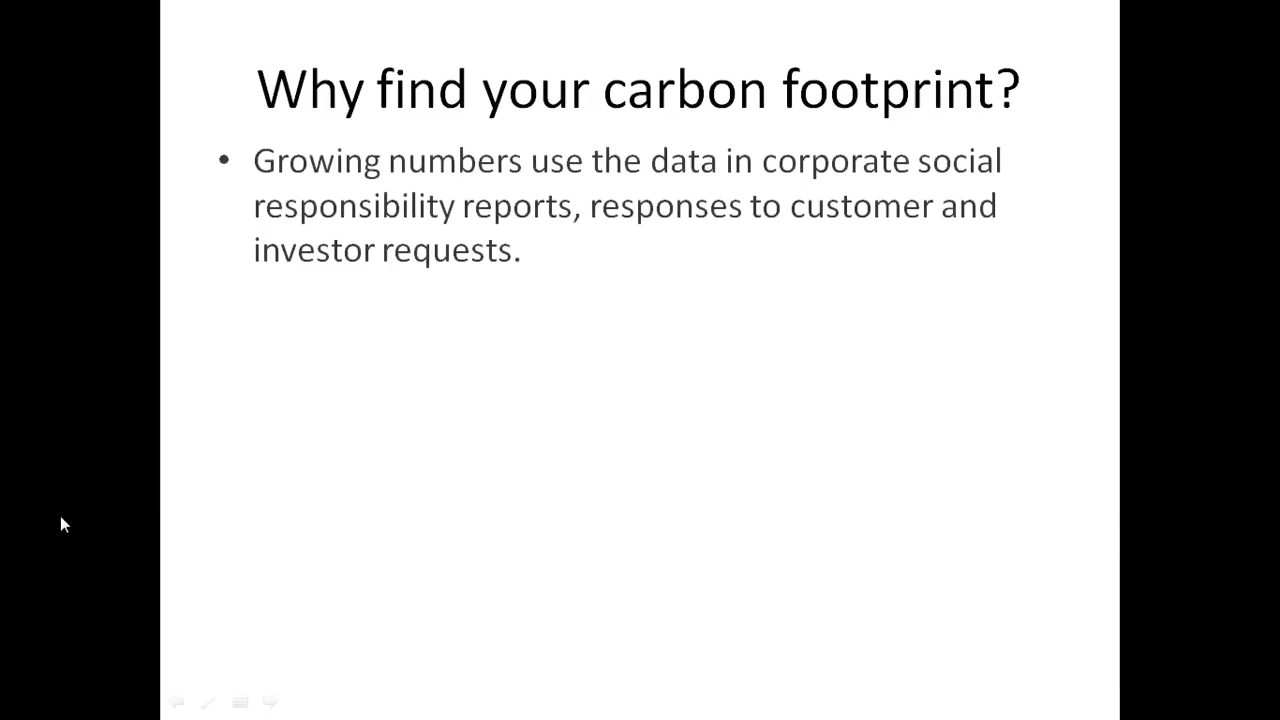 Why find your carbon footprint?
• Growing numbers use the data in corporate social
responsibility reports, responses to customer and
investor requests.